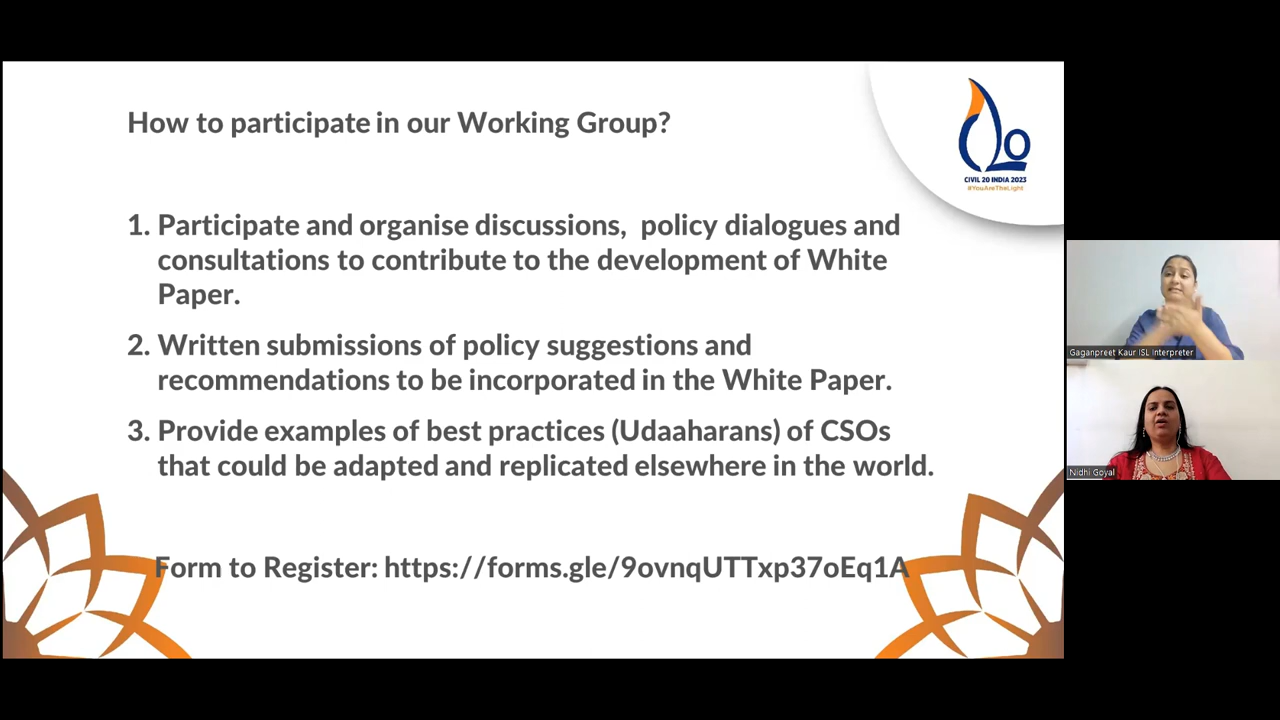 How to participate in our Working Group?
CIVIL 20 INDIA 2023
#YouAreTheLight
1. Participate and organise discussions, policy dialogues and
consultations to contribute to the development of White
Paper.
2. Written submissions of policy suggestions and
recommendations to be incorporated in the White Paper.
3. Provide examples of best practices (Udaaharans) of CSOs
that could be adapted and replicated elsewhere in the world.
Form to Register: https://forms.gle/9ovnqUTTxp37oEq1A
Gaganpreet Kaur ISL Interpreter
Nidhi Goyal